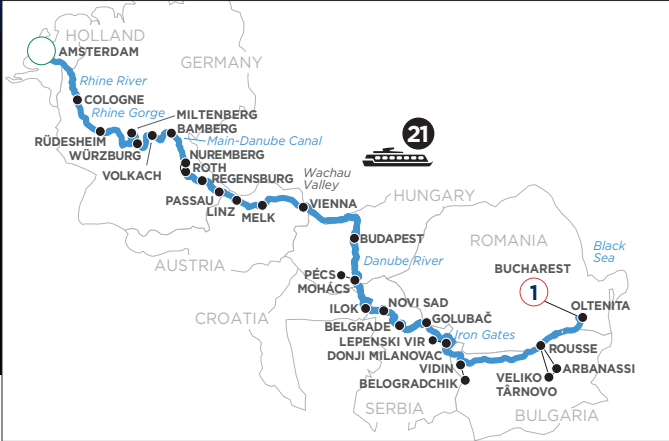 HOLLAND
AMSTERDAM
GERMANY
Rhine River
COLOGNE
Rhine Gorge
MILTENBERG
BAMBERG
Main-Danube Canal
RÜDESHEIM
WÜRZBURG
VOLKACH
NUREMBERG
ROTH
REGENSBURG
21
Wachau
Valley
PASSAU
LINZ
MELK
VIENNA
HUNGARY
BUDAPEST
ROMANIA
Black
Sea
AUSTRIA
Danube River
PÉCS
MOHÁCS
BUCHAREST
1
OLTENITA
CROATIA
ILOK
NOVI SAD
BELGRADE
GOLUBAČ
Iron Gates
LEPENSKI VIR
DONJI MILANOVAC
VIDIN
BELOGRADCHIK
ROUSSE
ARBANASSI
VELIKO
TÂRNOVO
SERBIA
BULGARIA